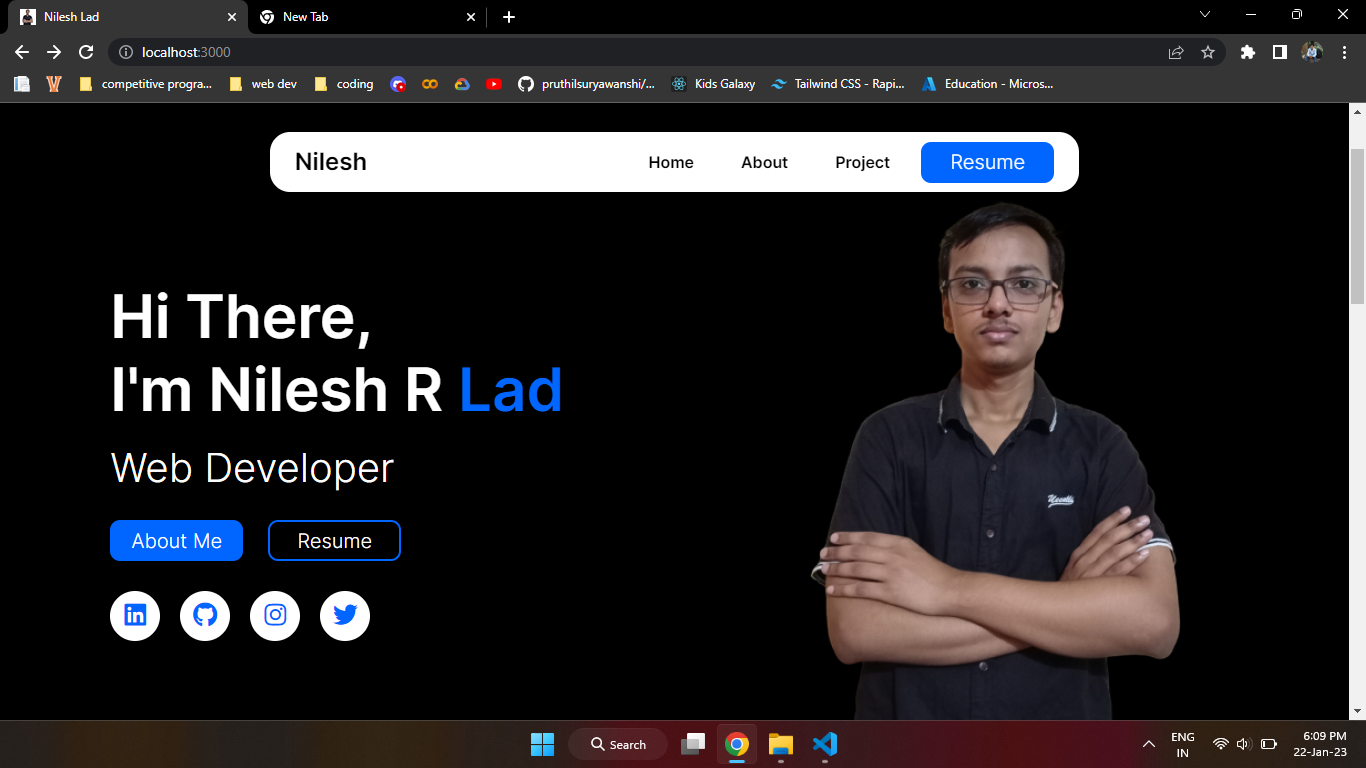 Nilesh Lad
New Tab
localhost:3000
competitive progra...
web dev
coding
pruthilsuryawanshi/...
Kids Galaxy
Tailwind CSS - Rapi...
Education - Micros...
Nilesh
Home
About
Project
Resume
Hi There,
I'm Nilesh R Lad
Web Developer
About Me
Resume
Search
ENG
IN
6:09 PM
22-Jan-23